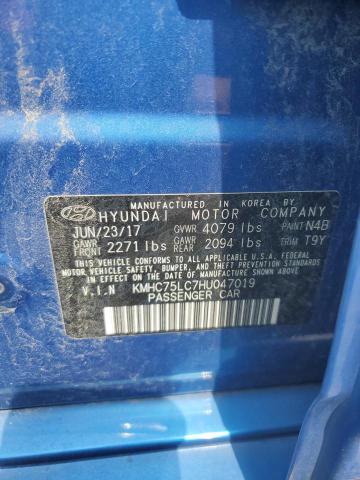 MANUFACTURED IN KOREA BY
HYUNDAI MOTOR COMPANY
JUN/23/17 GVWR 4079 lbs PAINT N4B
GAWR FRONT 2271 lbs GAWR REAR 2094 lbs TRIM T9Y
THIS VEHICLE CONFORMS TO ALL APPLICABLE U.S.A. FEDERAL
MOTOR VEHICLE SAFETY, BUMPER, AND THEFT PREVENTION
STANDARDS IN EFFECT ON THE DATE OF MANUFACTURE SHOWN ABOVE.
V.I.N KMHC75LC7HU047019
PASSENGER CAR